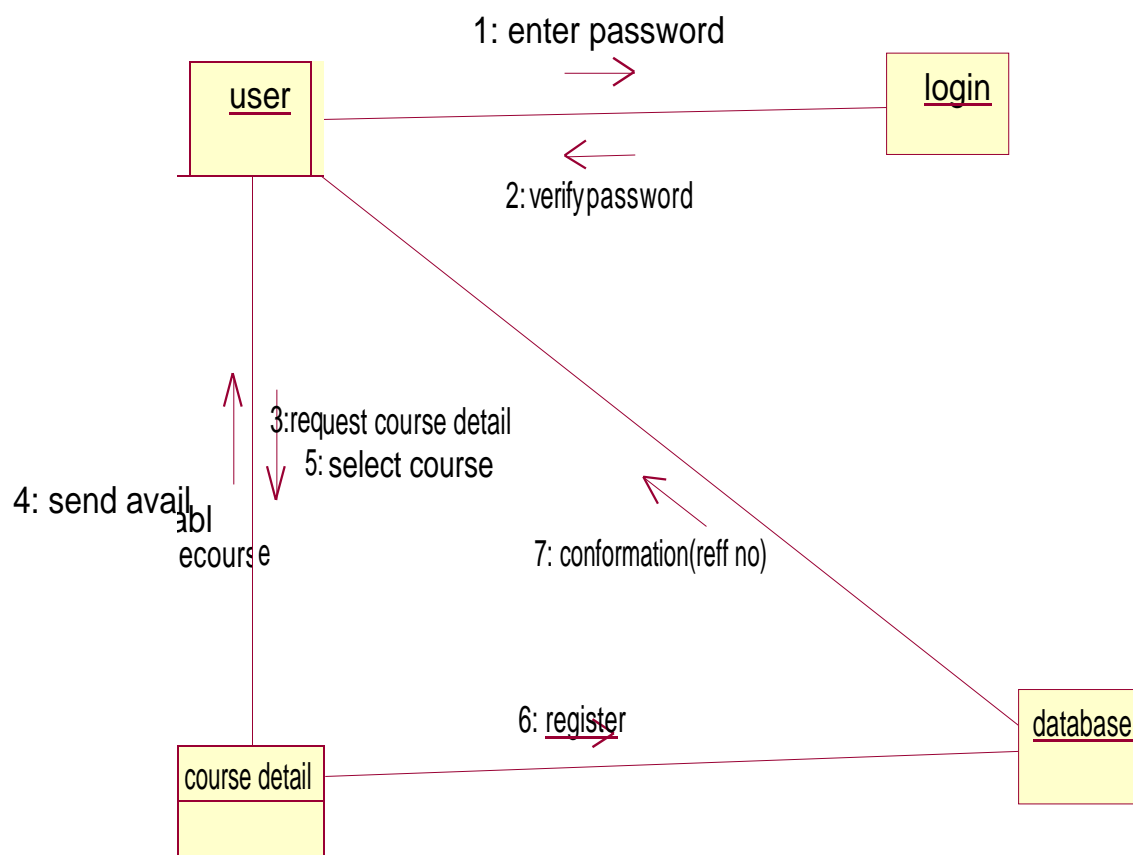 1: enter password
user
login
2: verifypassword
3:request course detail
5: select course
4: send avail
abl
ecourse
7: conformation(reff no)
6: register
database
course detail